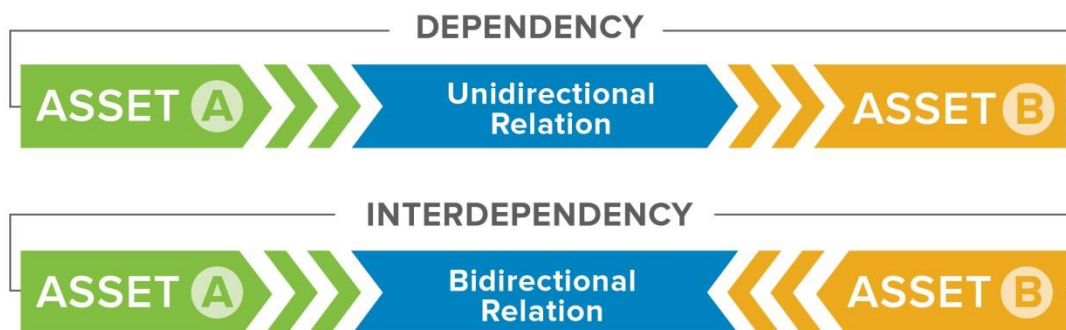 DEPENDENCY
ASSET A Unidirectional Relation ASSET B
INTERDEPENDENCY
ASSET A Bidirectional Relation ASSET B